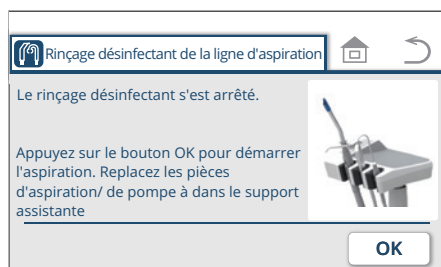 Rinçage désinfectant de la ligne d'aspiration
Le rinçage désinfectant s'est arrêté.
Appuyez sur le bouton OK pour démarrer
l'aspiration. Replacez les pièces
d'aspiration/ de pompe à dans le support
assistante
OK